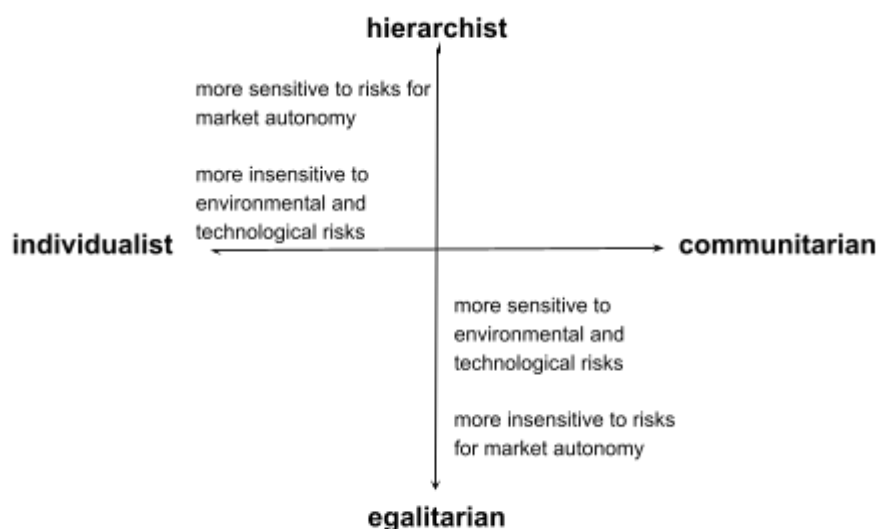 hierarchist
more sensitive to risks for
market autonomy
more insensitive to
environmental and
technological risks
individualist
communitarian
more sensitive to
environmental and
technological risks
more insensitive to risks
for market autonomy
egalitarian